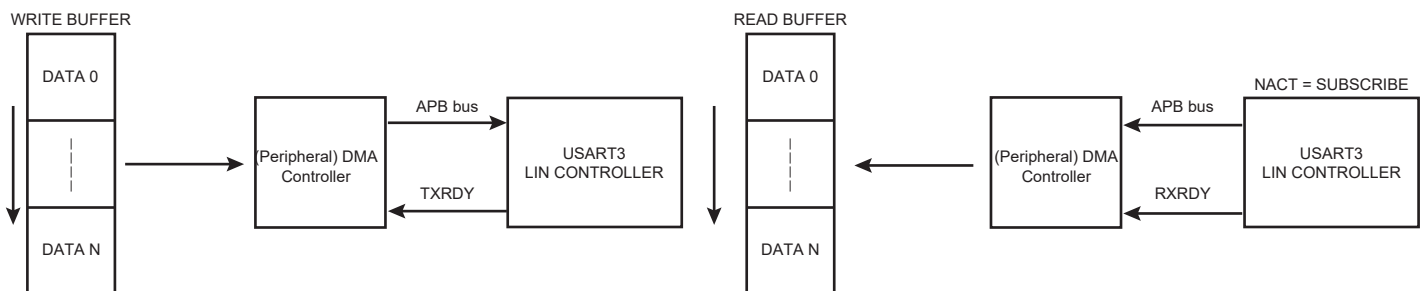 WRITE BUFFER
DATA 0
DATA N
(Peripheral) DMA
Controller
APB bus
TXRDY
USART3
LIN CONTROLLER
READ BUFFER
DATA 0
DATA N
(Peripheral) DMA
Controller
APB bus
RXRDY
NACT = SUBSCRIBE
USART3
LIN CONTROLLER